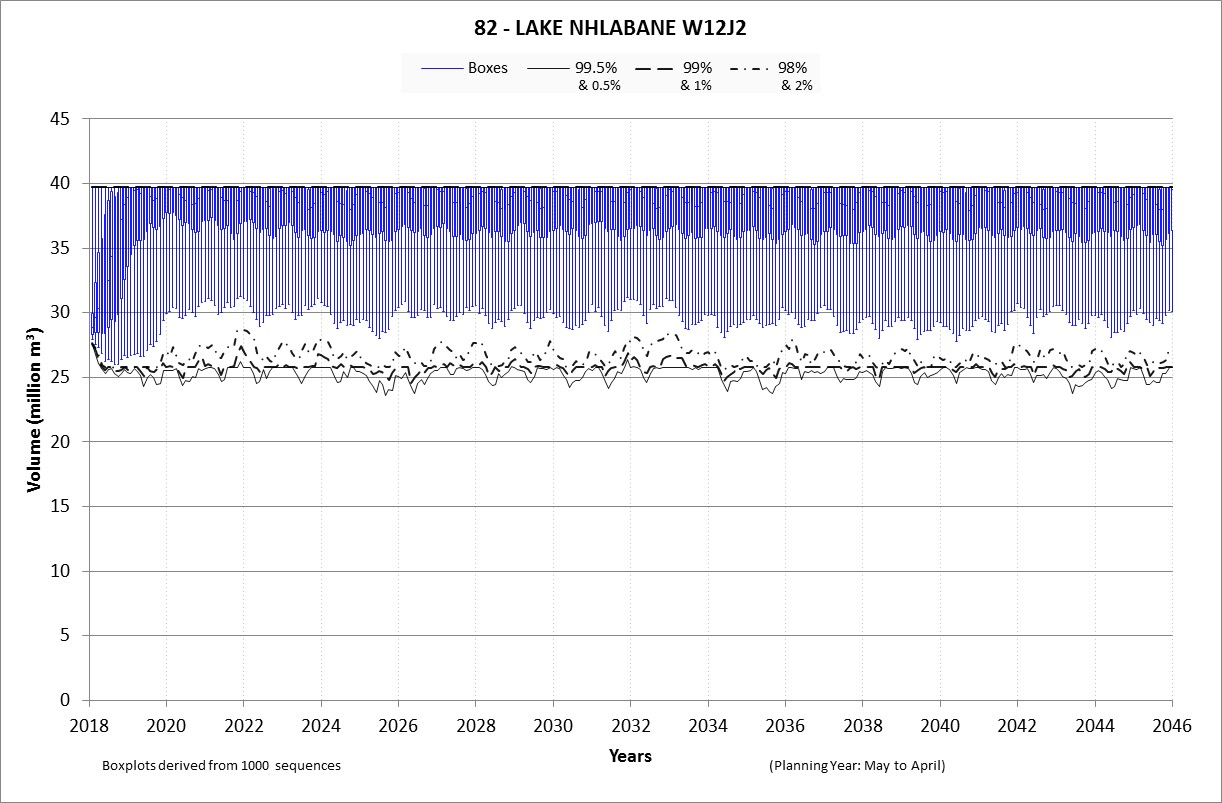 82 - LAKE NHLABANE W12J2
Boxes 99.5% 99% 98%
& 0.5% & 1% & 2%
45
40
35
30
25
20
15
10
5
0
Volume (million m³)
2018 2020 2022 2024 2026 2028 2030 2032 2034 2036 2038 2040 2042 2044 2046
Years
Boxplots derived from 1000 sequences
(Planning Year: May to April)